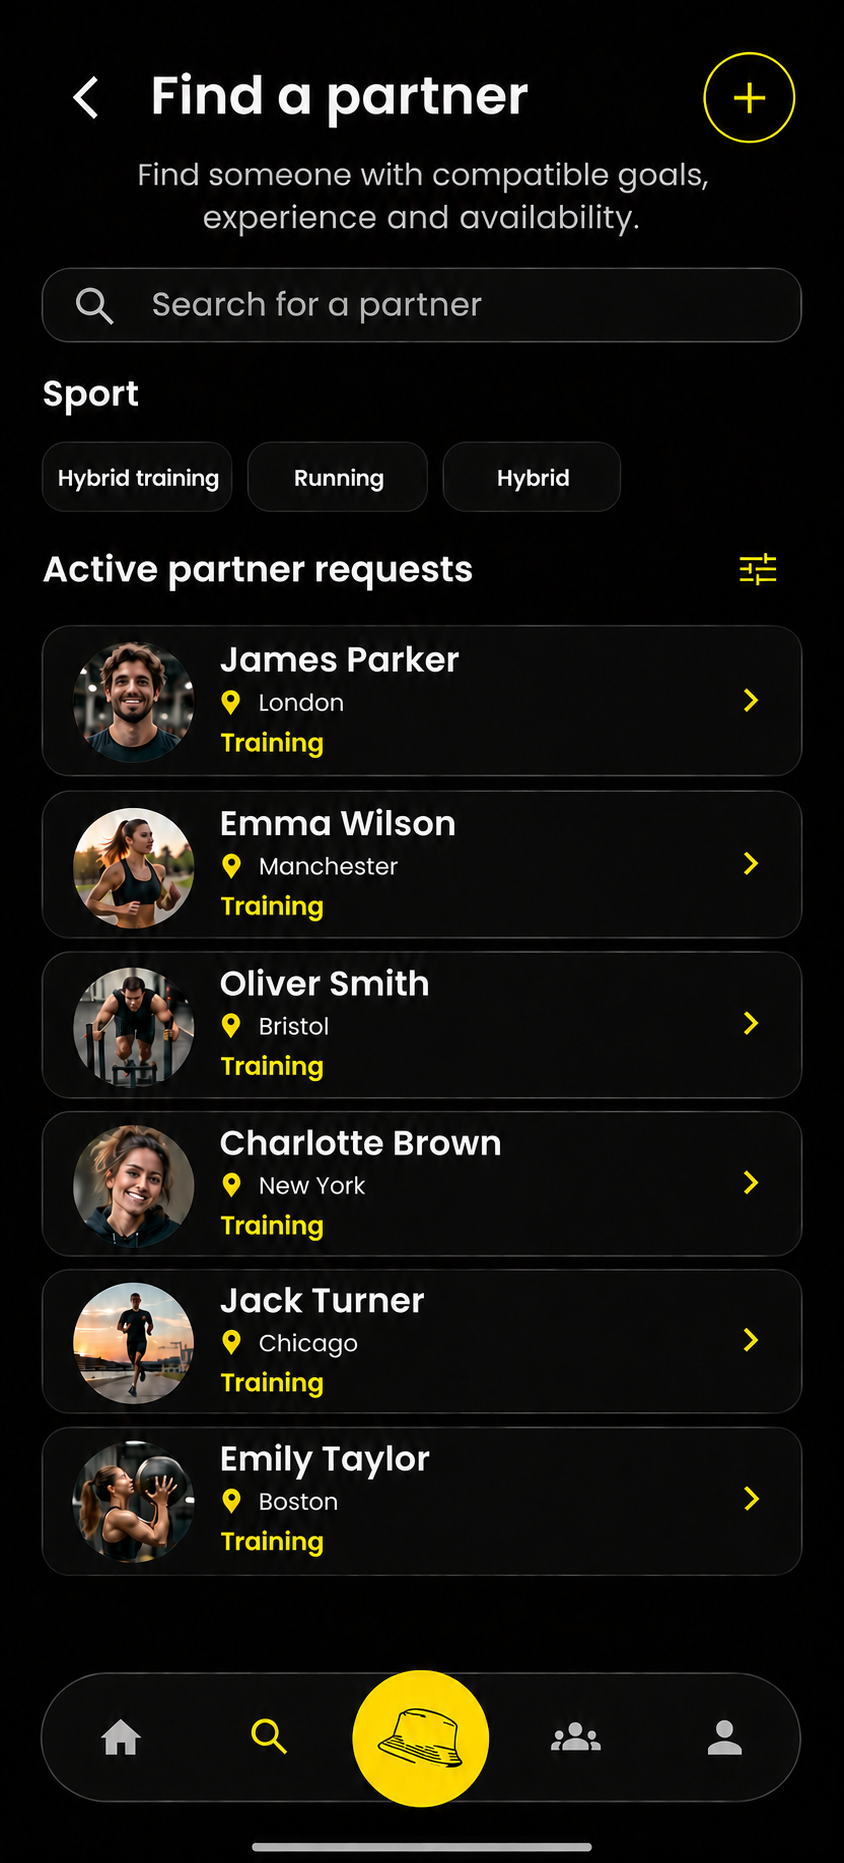 Find a partner
Find someone with compatible goals,
experience and availability.
Search for a partner
Sport
Hybrid training
Running
Hybrid
Active partner requests
James Parker
London
Training
Emma Wilson
Manchester
Training
Oliver Smith
Bristol
Training
Charlotte Brown
New York
Training
Jack Turner
Chicago
Training
Emily Taylor
Boston
Training